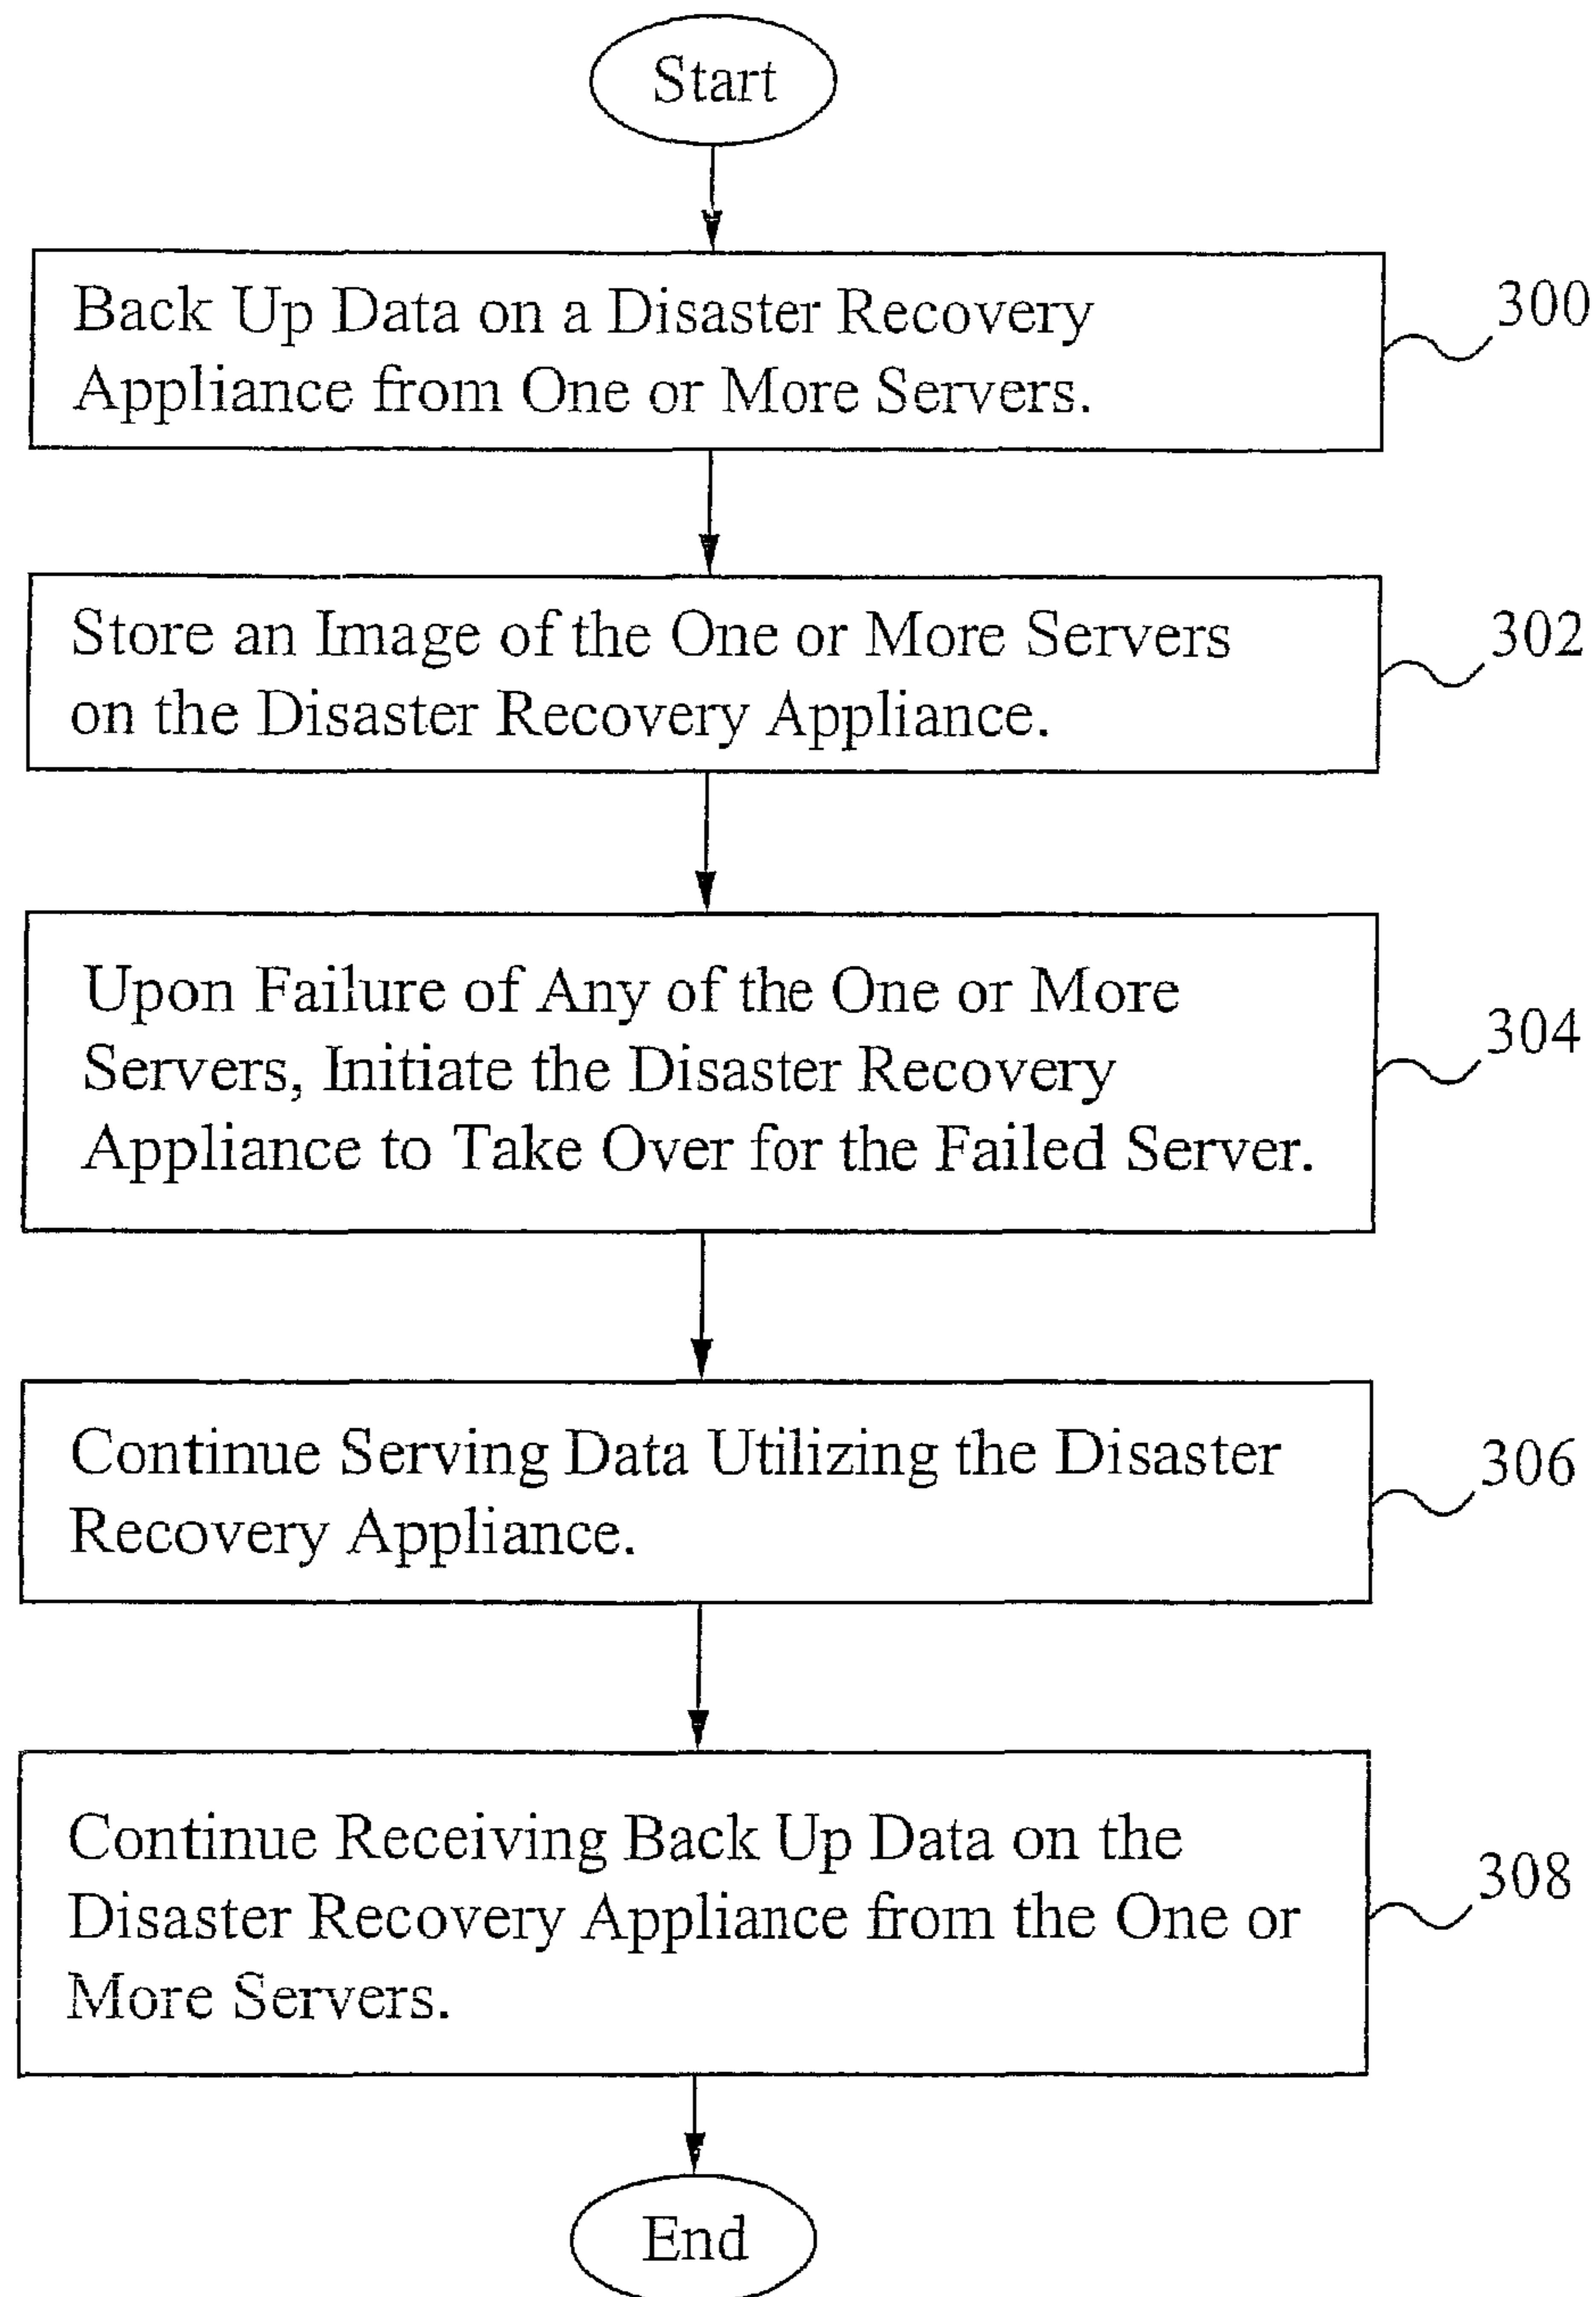 Start
Back Up Data on a Disaster Recovery
Appliance from One or More Servers.
300
Store an Image of the One or More Servers
on the Disaster Recovery Appliance.
302
Upon Failure of Any of the One or More
Servers, Initiate the Disaster Recovery
Appliance to Take Over for the Failed Server.
304
Continue Serving Data Utilizing the Disaster
Recovery Appliance.
306
Continue Receiving Back Up Data on the
Disaster Recovery Appliance from the One or
More Servers.
308
End